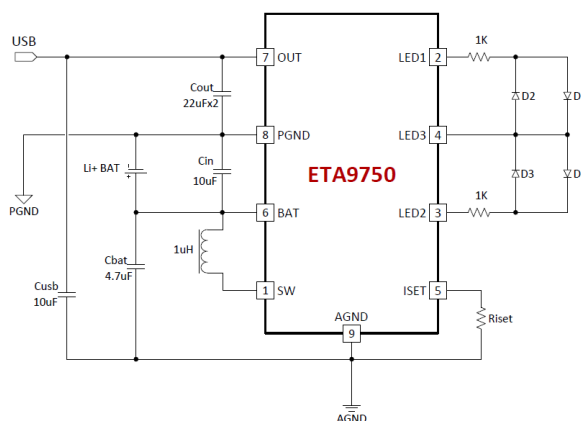 USB
7
OUT
LED1
2
1K
Cout
22uFx2
D2
D
8
PGND
LED3
4
Li+ BAT
Cin
10uF
ETA9750
D3
D
PGND
6
BAT
LED2
3
1K
1uH
Cbat
4.7uF
1
SW
ISET
5
Cusb
10uF
AGND
9
Riset
AGND